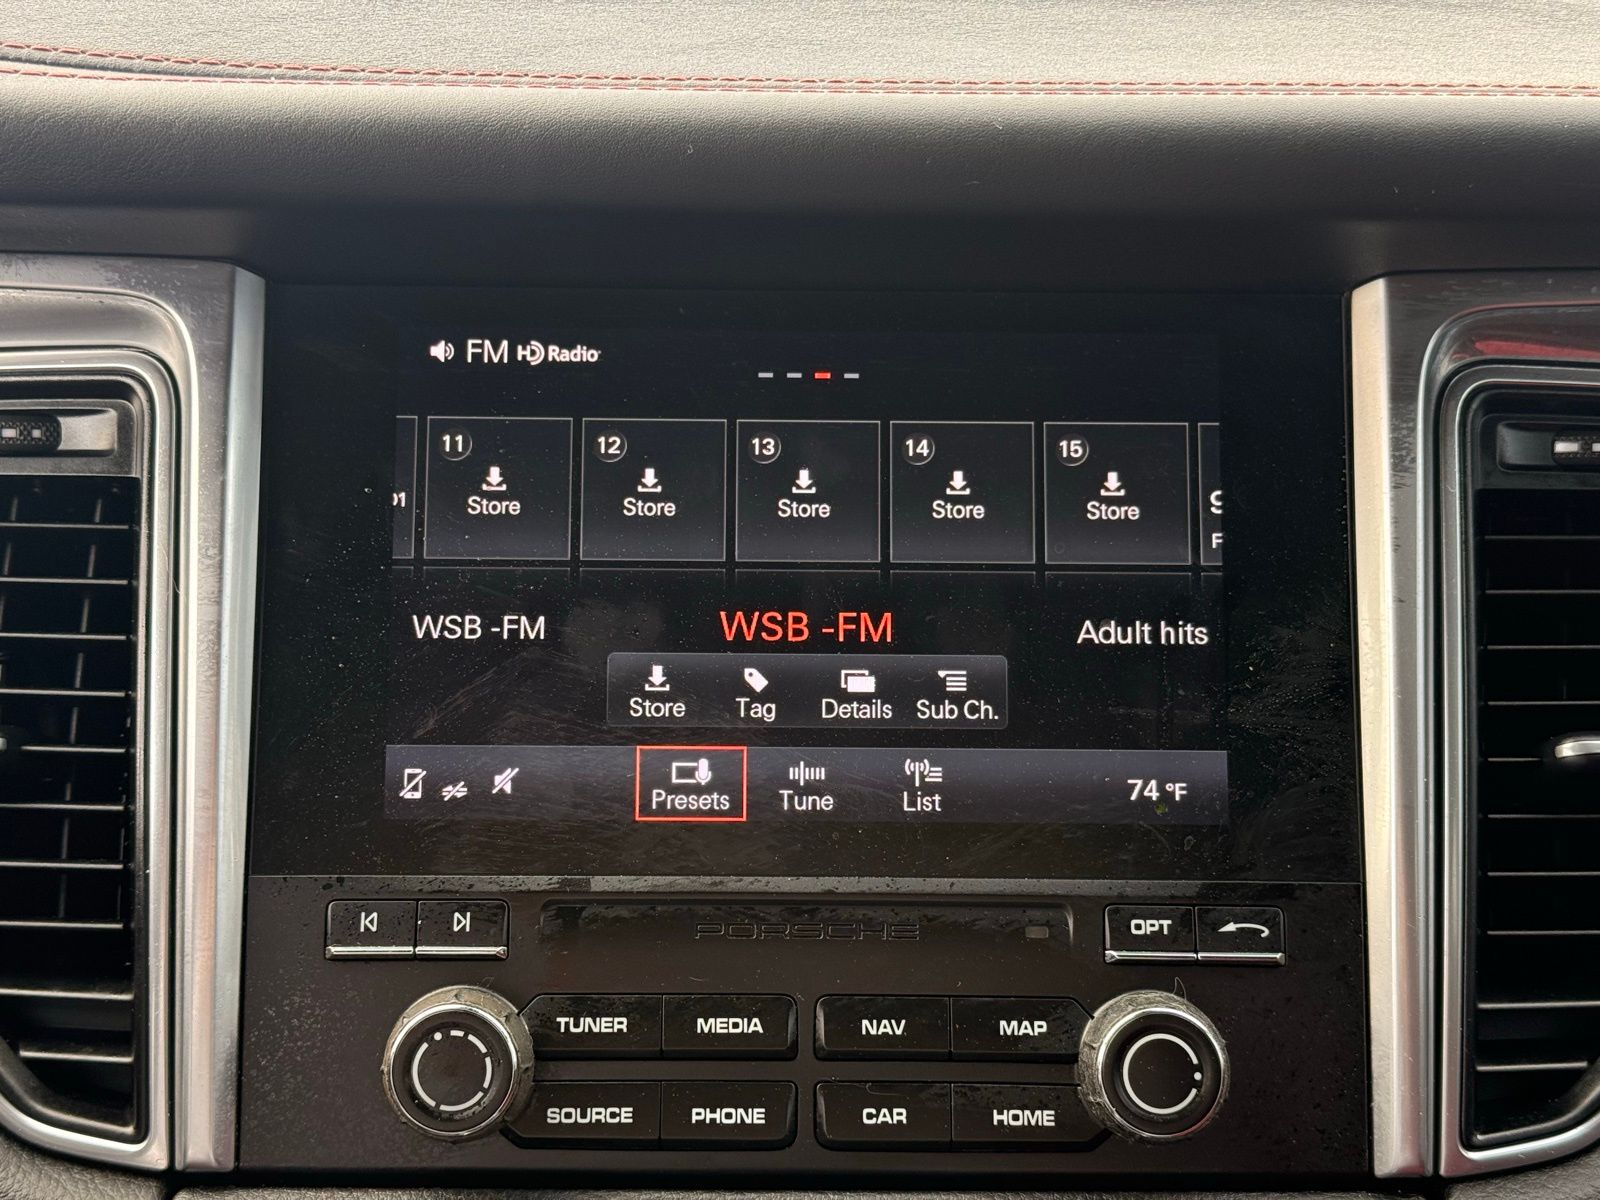 FM HD Radio
11 12 13 14 15
Store Store Store Store Store
WSB -FM WSB -FM Adult hits
Store Tag Details Sub Ch.
Presets Tune List 74 °F
PORSCHE OPT
TUNER MEDIA NAV MAP
SOURCE PHONE CAR HOME